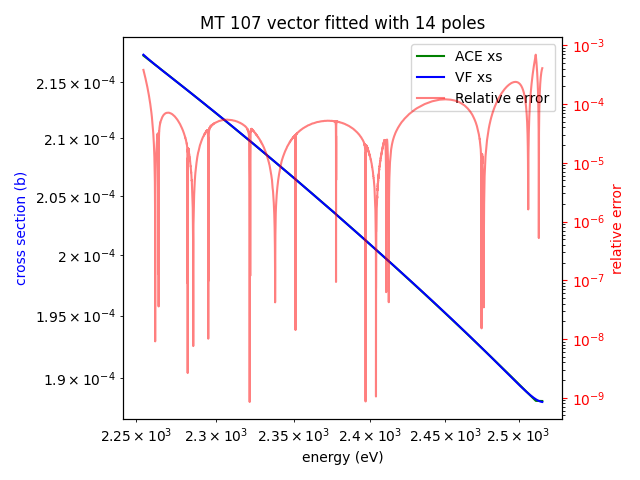 MT 107 vector fitted with 14 poles
ACE xs
VF xs
Relative error
cross section (b)
2.15 × 10⁻⁴
2.1 × 10⁻⁴
2.05 × 10⁻⁴
2 × 10⁻⁴
1.95 × 10⁻⁴
1.9 × 10⁻⁴
10⁻³
10⁻⁴
10⁻⁵
10⁻⁶
10⁻⁷
10⁻⁸
10⁻⁹
relative error
2.25 × 10³ 2.3 × 10³ 2.35 × 10³ 2.4 × 10³ 2.45 × 10³ 2.5 × 10³
energy (eV)